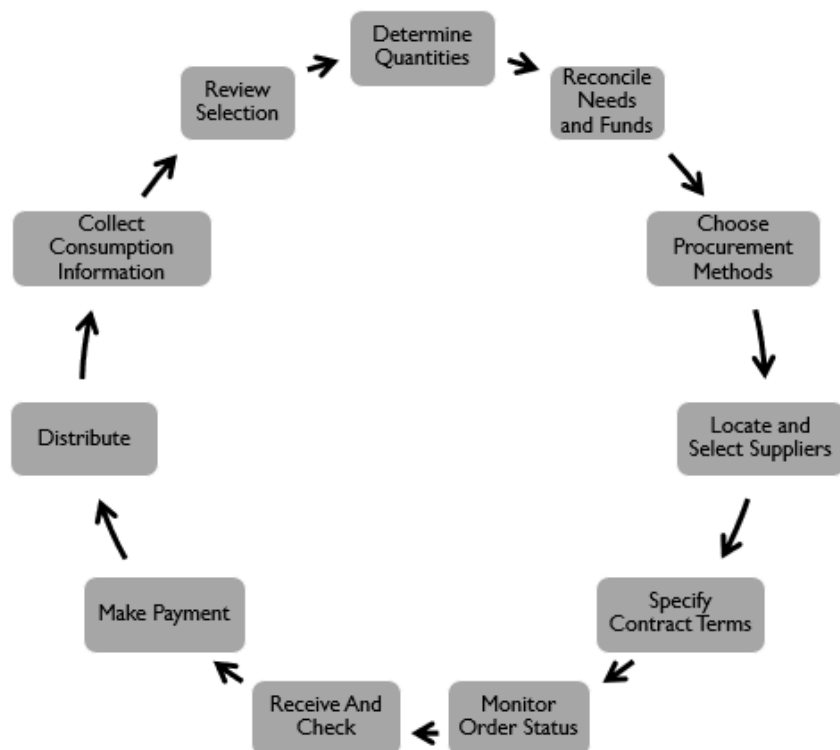 Determine
Quantities
Reconcile
Needs
and Funds
Choose
Procurement
Methods
Locate and
Select Suppliers
Specify
Contract Terms
Monitor
Order Status
Receive And
Check
Make Payment
Distribute
Collect
Consumption
Information
Review
Selection